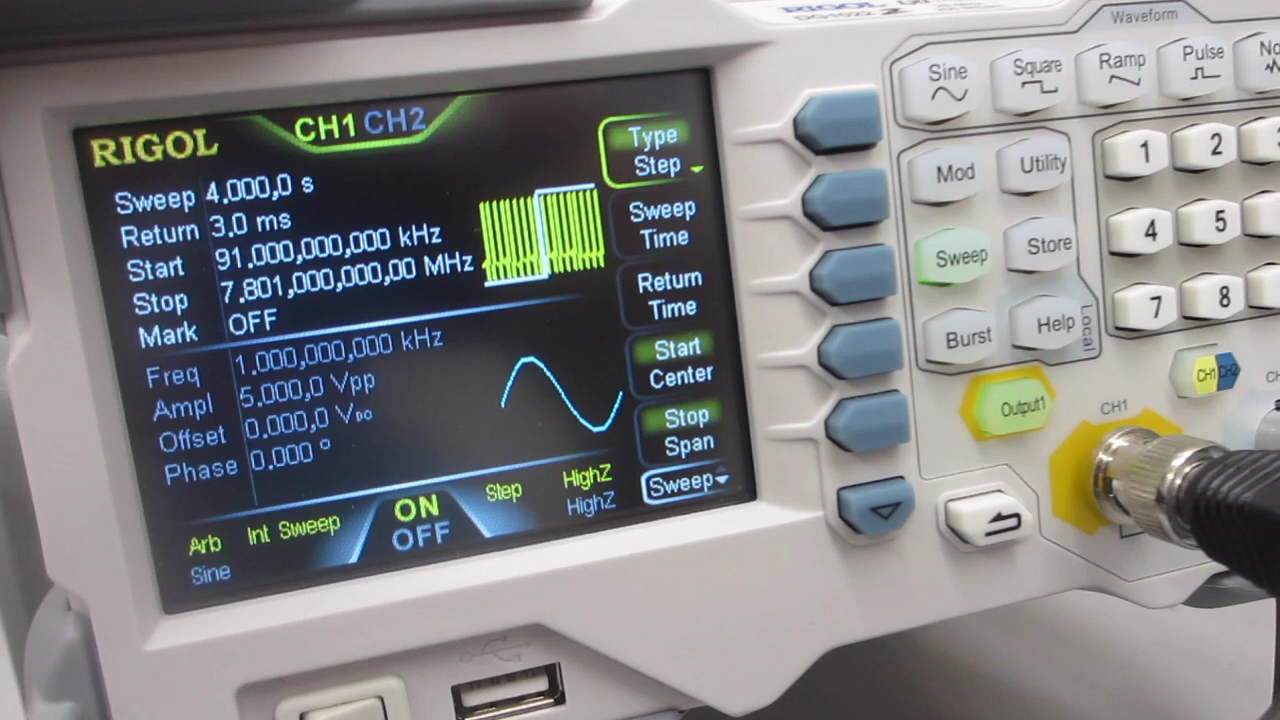 RIGOL
DG1022 Z
Waveform
RIGOL
CH1 CH2
Sweep 4.000,0 s
Return 3.0 ms
Start 91.000,000,000 kHz
Stop 7.801,000,000,00 MHz
Mark OFF
Freq 1.000,000,000 kHz
Ampl 5.000,0 Vpp
Offset 0.000,0 VDC
Phase 0.000 °
Arb Int Sweep ON Step HighZ
Sine OFF HighZ
Type
Step
Sweep
Time
Return
Time
Start
Center
Stop
Span
Sweep
Sine
Square
Ramp
Pulse
Mod
Utility
Sweep
Store
Burst
Help
Local
1 2
4 5
7 8
Output1
CH1
CH1 CH2